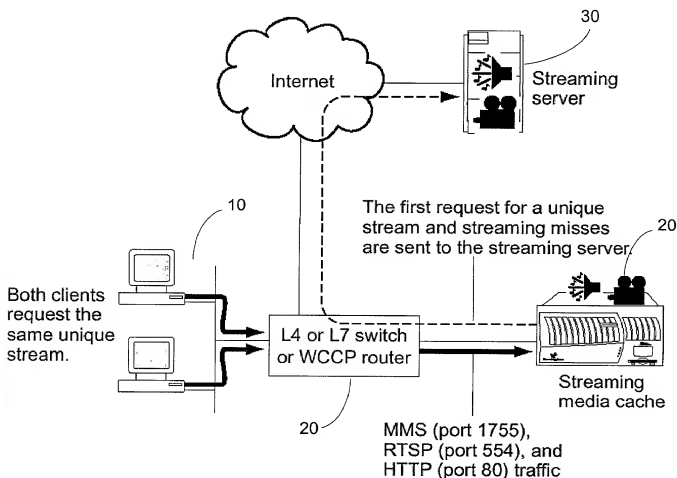 30
Internet
Streaming
server
The first request for a unique
stream and streaming misses
are sent to the streaming server.
10
20
Both clients
request the
same unique
stream.
L4 or L7 switch
or WCCP router
Streaming
media cache
20
MMS (port 1755),
RTSP (port 554), and
HTTP (port 80) traffic